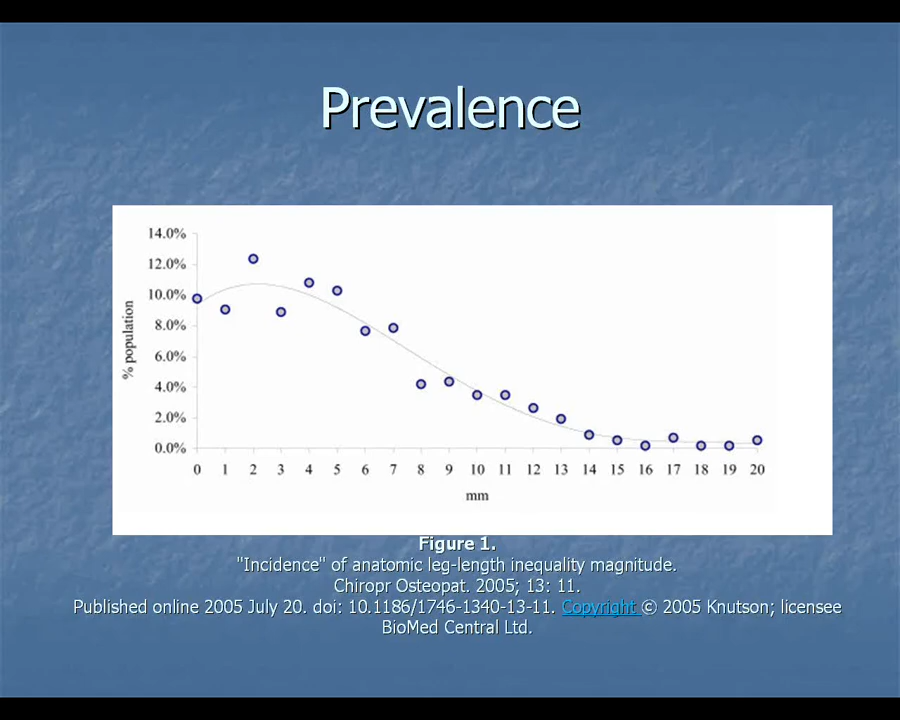 Prevalence
14.0%
12.0%
10.0%
8.0%
6.0%
4.0%
2.0%
0.0%
% population
0 1 2 3 4 5 6 7 8 9 10 11 12 13 14 15 16 17 18 19 20
mm
Figure 1.
"Incidence" of anatomic leg-length inequality magnitude.
Chiropr Osteopat. 2005; 13: 11.
Published online 2005 July 20. doi: 10.1186/1746-1340-13-11. Copyright © 2005 Knutson; licensee
BioMed Central Ltd.